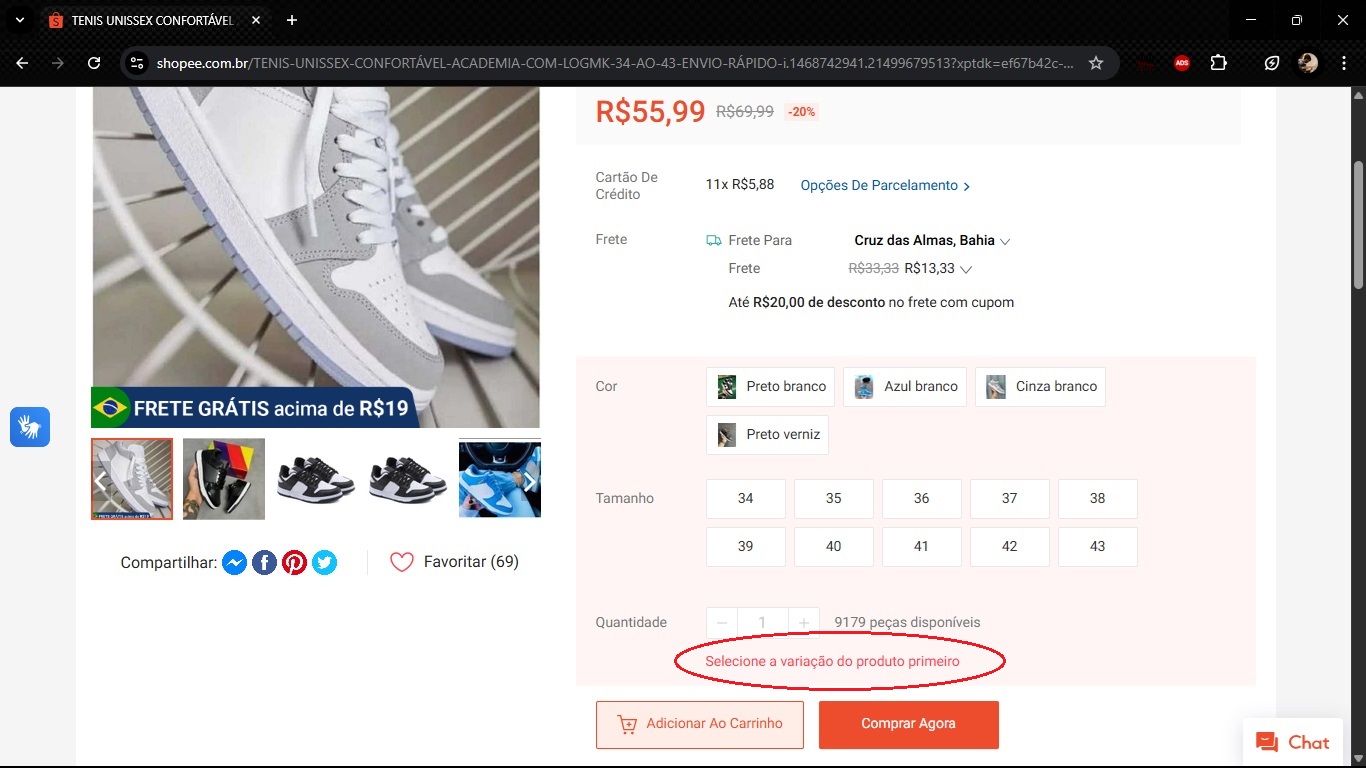 TENIS UNISSEX CONFORTÁVEL
shopee.com.br/TENIS-UNISSEX-CONFORTÁVEL-ACADEMIA-COM-LOGMK-34-AO-43-ENVIO-RÁPIDO-i.1468742941.21499679513?xptdk=ef67b42c-...
ADS
R$55,99 R$69,99 -20%
Cartão De
Crédito
11x R$5,88 Opções De Parcelamento
Frete
Frete Para Cruz das Almas, Bahia
Frete R$33,33 R$13,33
Até R$20,00 de desconto no frete com cupom
FRETE GRÁTIS acima de R$19
Compartilhar:
Favoritar (69)
Cor
Preto branco Azul branco Cinza branco
Preto verniz
Tamanho
34 35 36 37 38
39 40 41 42 43
Quantidade − 1 + 9179 peças disponíveis
Selecione a variação do produto primeiro
Adicionar Ao Carrinho Comprar Agora
Chat